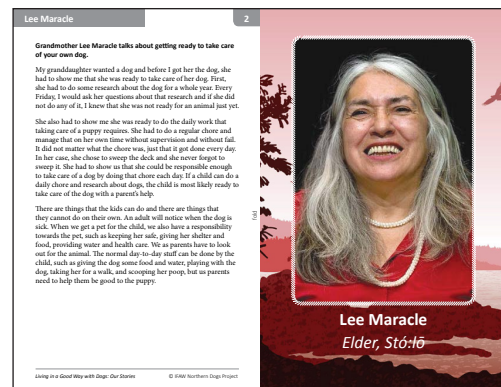 Lee Maracle
2
Grandmother Lee Maracle talks about getting ready to take care
of your own dog.
My granddaughter wanted a dog and before I got her the dog, she
had to show me that she was ready to take care of her dog. First,
she had to do some research about the dog for a whole year. Every
Friday, I would ask her questions about that research and if she did
not do any of it, I knew that she was not ready for an animal just yet.
She also had to show me she was ready to do the daily work that
taking care of a puppy requires. She had to do a regular chore and
manage that on her own time without supervision and without fail.
It did not matter what the chore was, just that it got done every day.
In her case, she chose to sweep the deck and she never forgot to
sweep it. She had to show us that she could be responsible enough
to take care of a dog by doing that chore each day. If a child can do a
daily chore and research about dogs, the child is most likely ready to
take care of the dog with a parent's help.
There are things that the kids can do and there are things that
they cannot do on their own. An adult will notice when the dog is
sick. When we get a pet for the child, we also have a responsibility
towards the pet, such as keeping her safe, giving her shelter and
food, providing water and health care. We as parents have to look
out for the animal. The normal day-to-day stuff can be done by the
child, such as giving the dog some food and water, playing with the
dog, taking her for a walk, and scooping her poop, but us parents
need to help them be good to the puppy.
Living in a Good Way with Dogs: Our Stories
© IFAW Northern Dogs Project
fold
Lee Maracle
Elder, Stó:lō